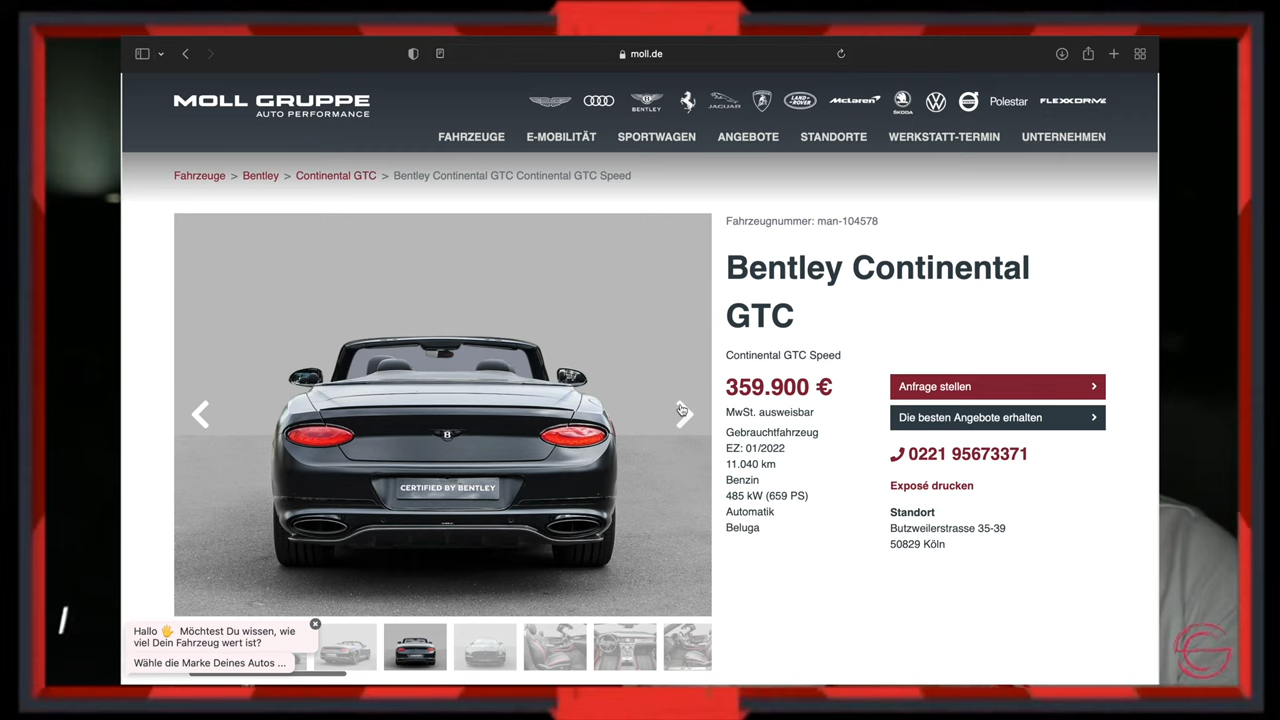 moll.de
MOLL GRUPPE
AUTO PERFORMANCE
BENTLEY
JAGUAR
LAND-
ROVER
McLaren
ŠKODA
Polestar
FLEXXDRIVE
FAHRZEUGE
E-MOBILITÄT
SPORTWAGEN
ANGEBOTE
STANDORTE
WERKSTATT-TERMIN
UNTERNEHMEN
Fahrzeuge > Bentley > Continental GTC > Bentley Continental GTC Continental GTC Speed
Fahrzeugnummer: man-104578
Bentley Continental
GTC
Continental GTC Speed
359.900 €
MwSt. ausweisbar
Gebrauchtfahrzeug
EZ: 01/2022
11.040 km
Benzin
485 kW (659 PS)
Automatik
Beluga
Anfrage stellen
Die besten Angebote erhalten
0221 95673371
Exposé drucken
Standort
Butzweilerstrasse 35-39
50829 Köln
B
CERTIFIED BY BENTLEY
Hallo 🖐 Möchtest Du wissen, wie
viel Dein Fahrzeug wert ist?
Wähle die Marke Deines Autos ...